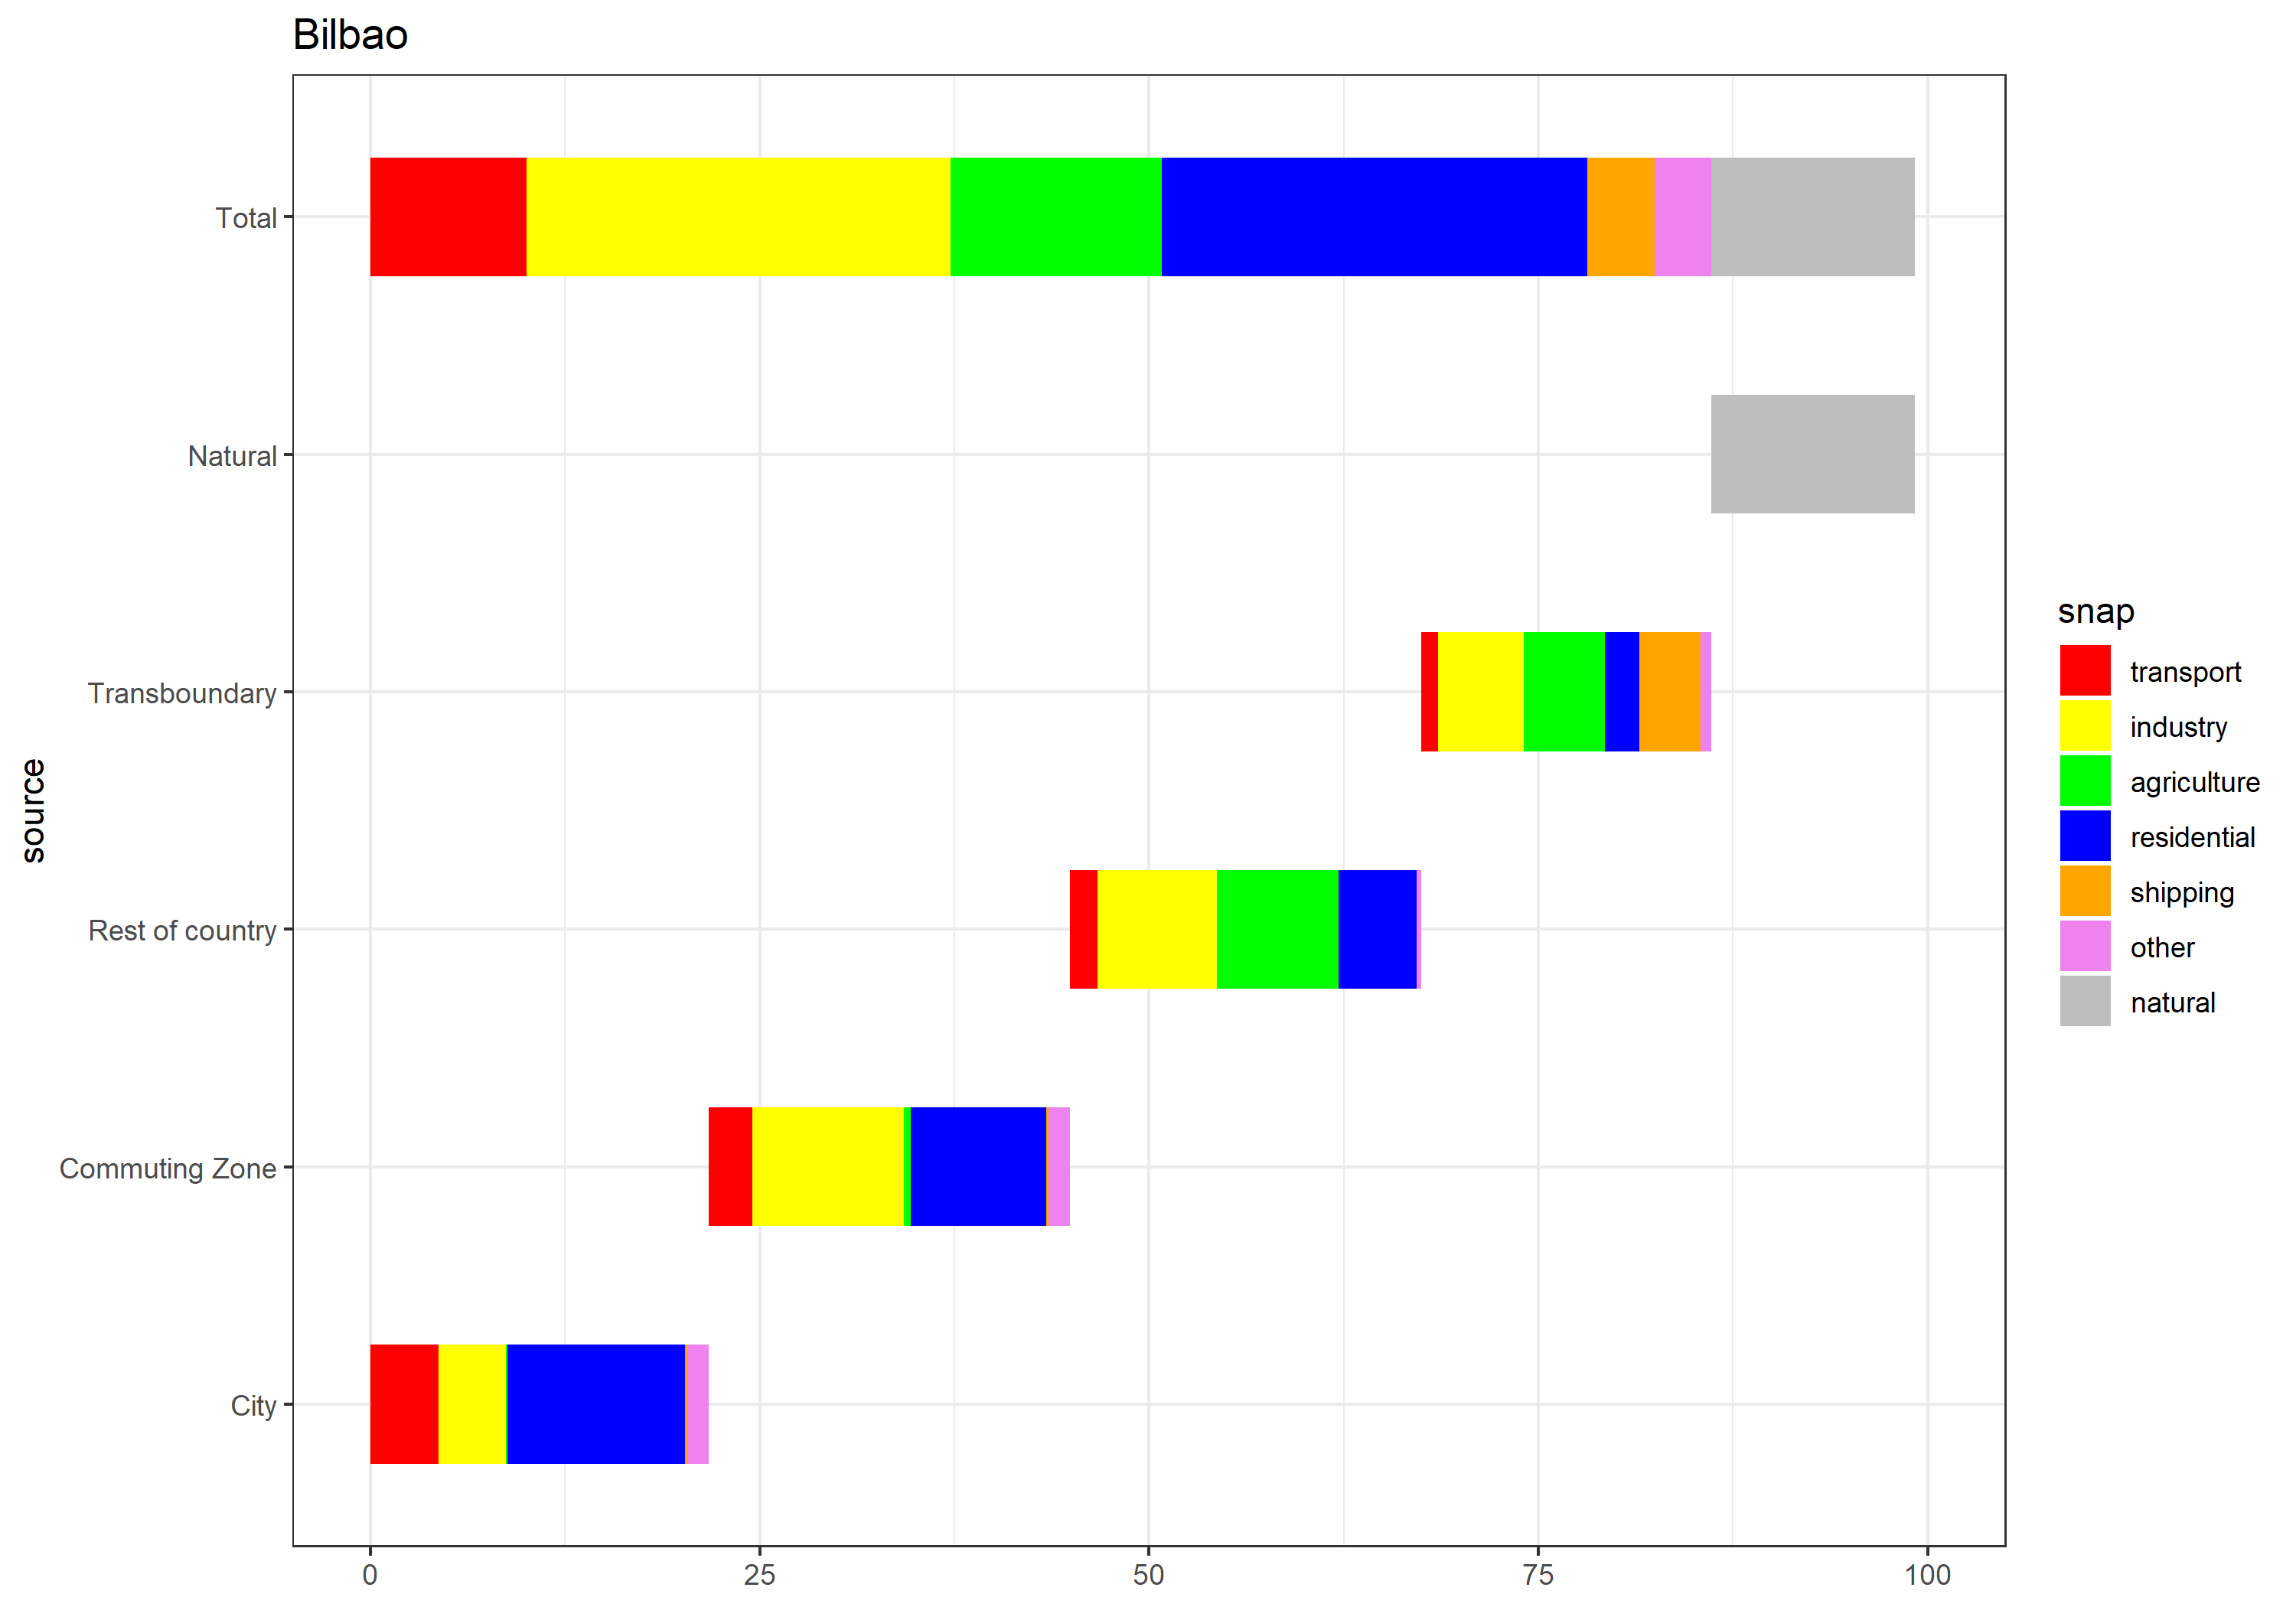 Bilbao
source
Total
Natural
Transboundary
Rest of country
Commuting Zone
City
0 25 50 75 100
snap
transport
industry
agriculture
residential
shipping
other
natural